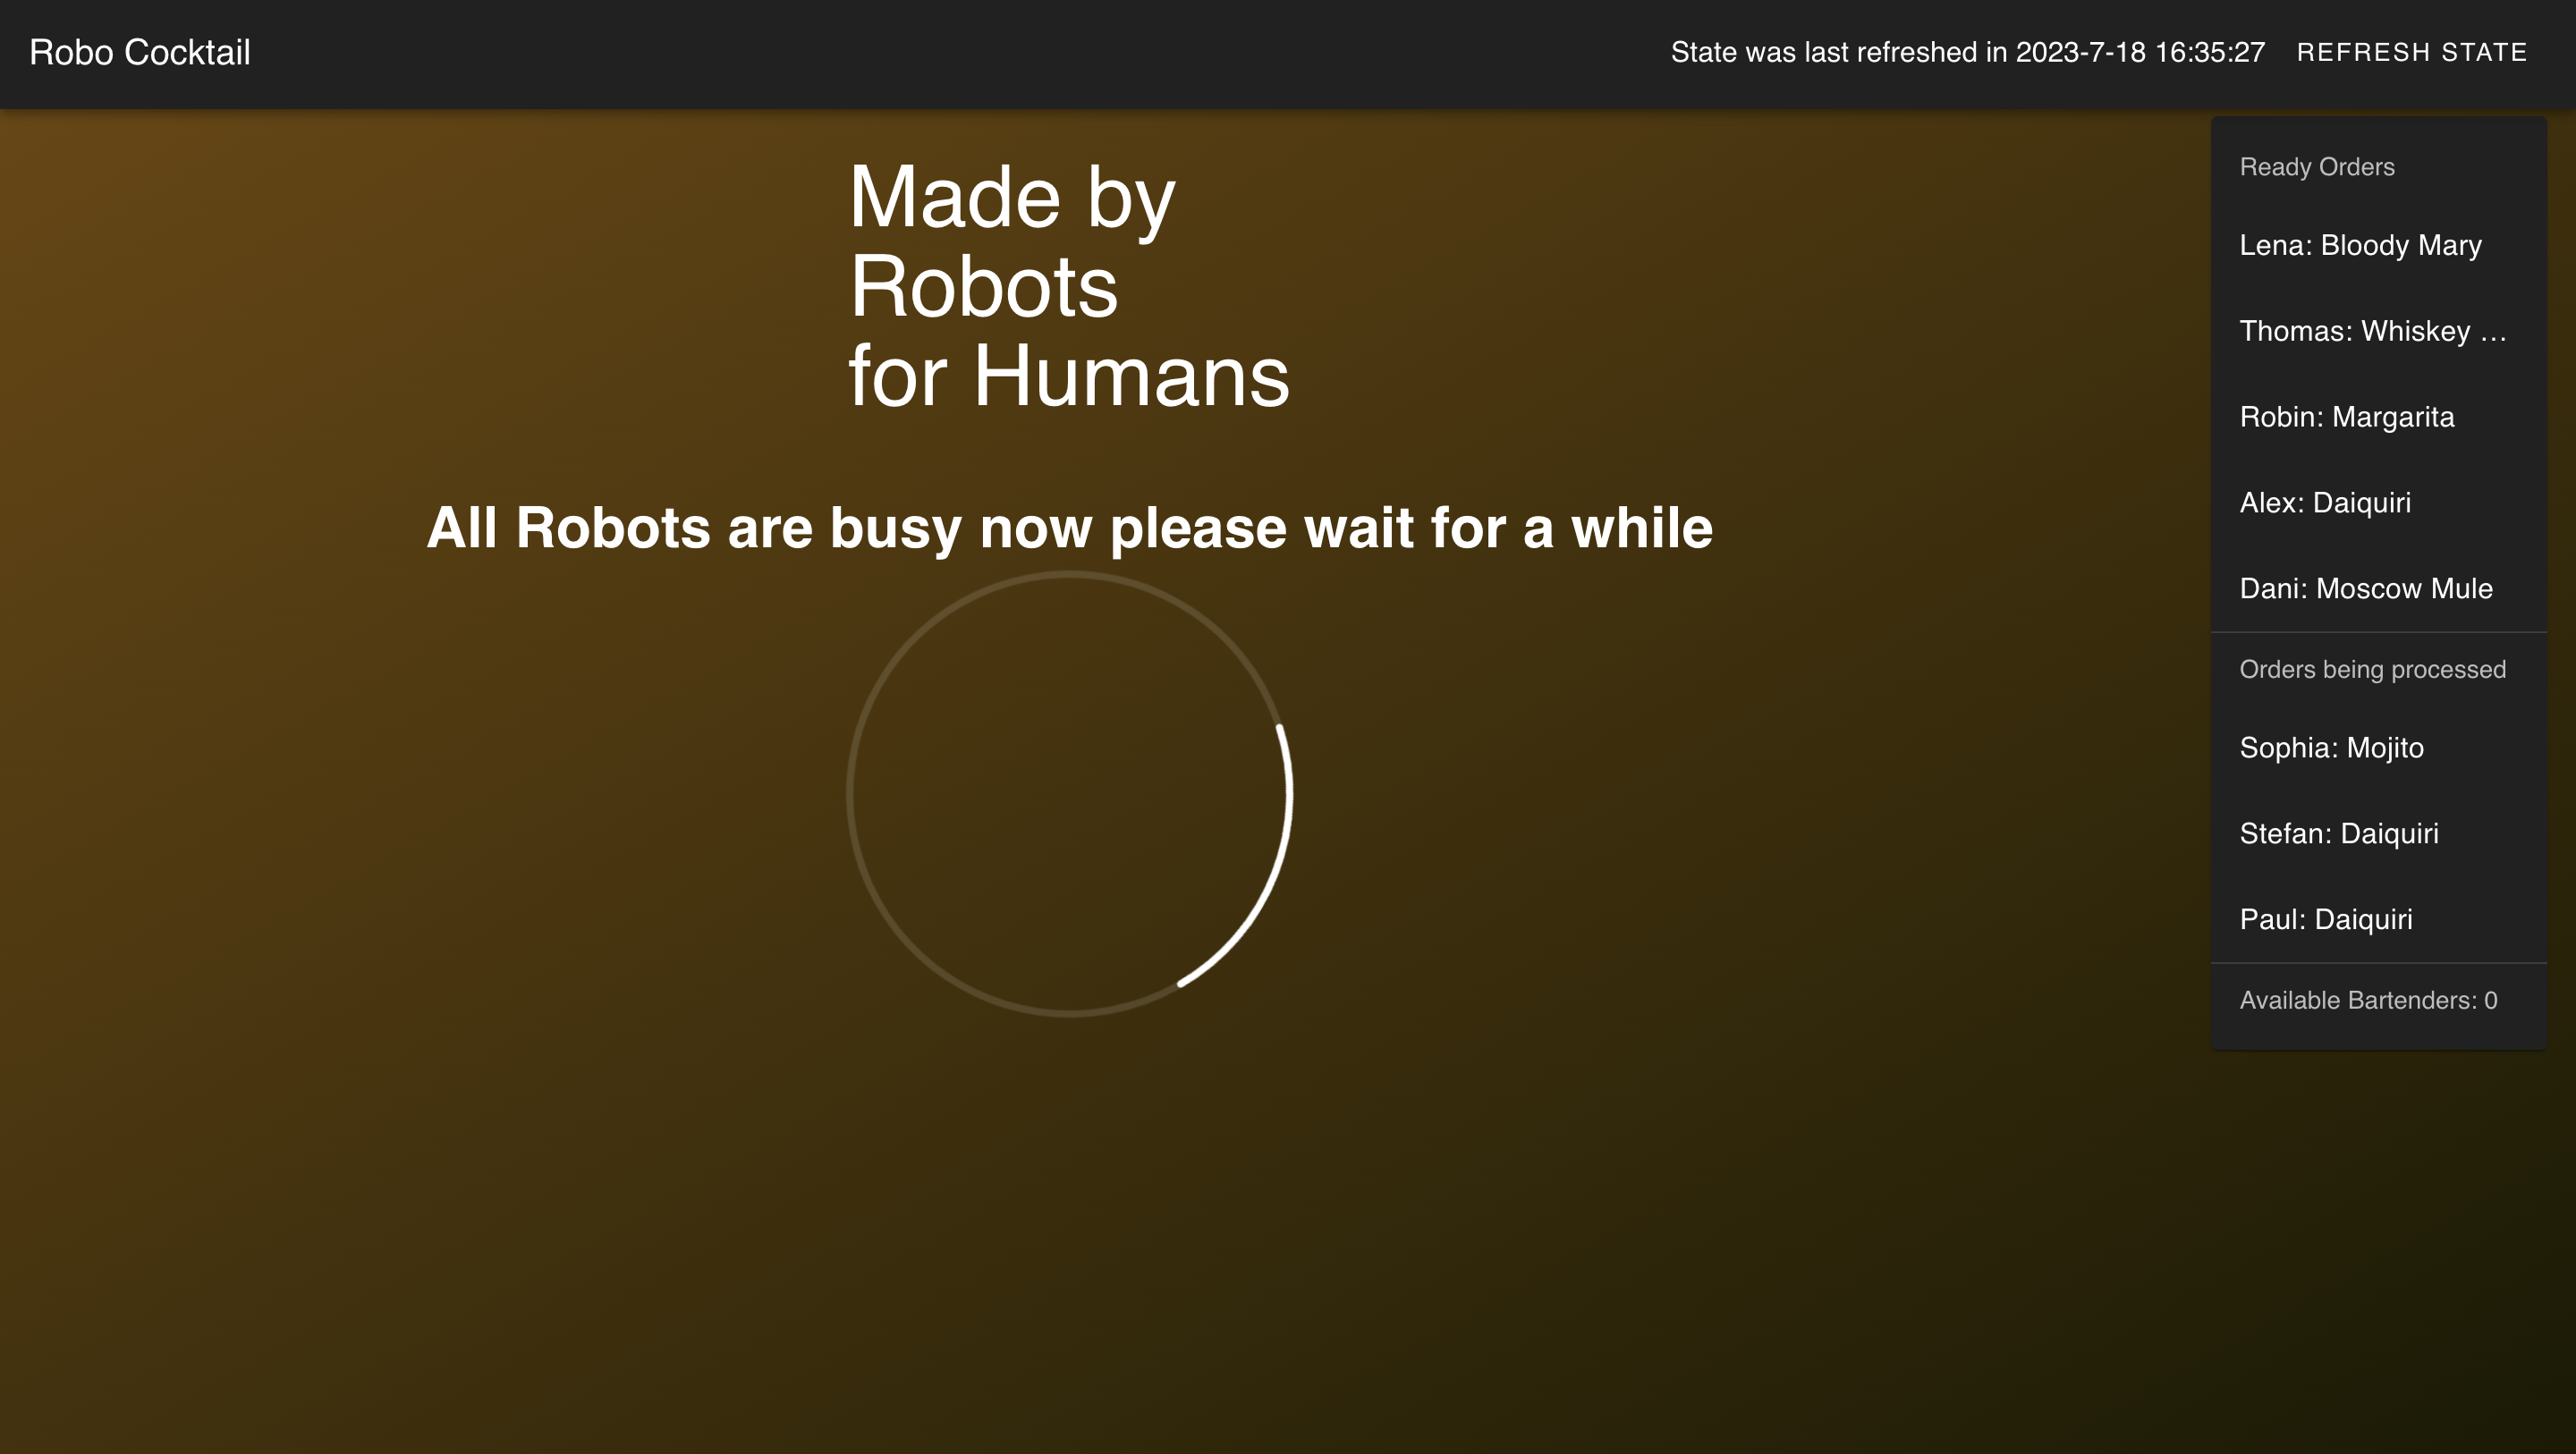 Robo Cocktail
State was last refreshed in 2023-7-18 16:35:27
REFRESH STATE
Made by
Robots
for Humans
All Robots are busy now please wait for a while
Ready Orders
Lena: Bloody Mary
Thomas: Whiskey …
Robin: Margarita
Alex: Daiquiri
Dani: Moscow Mule
Orders being processed
Sophia: Mojito
Stefan: Daiquiri
Paul: Daiquiri
Available Bartenders: 0